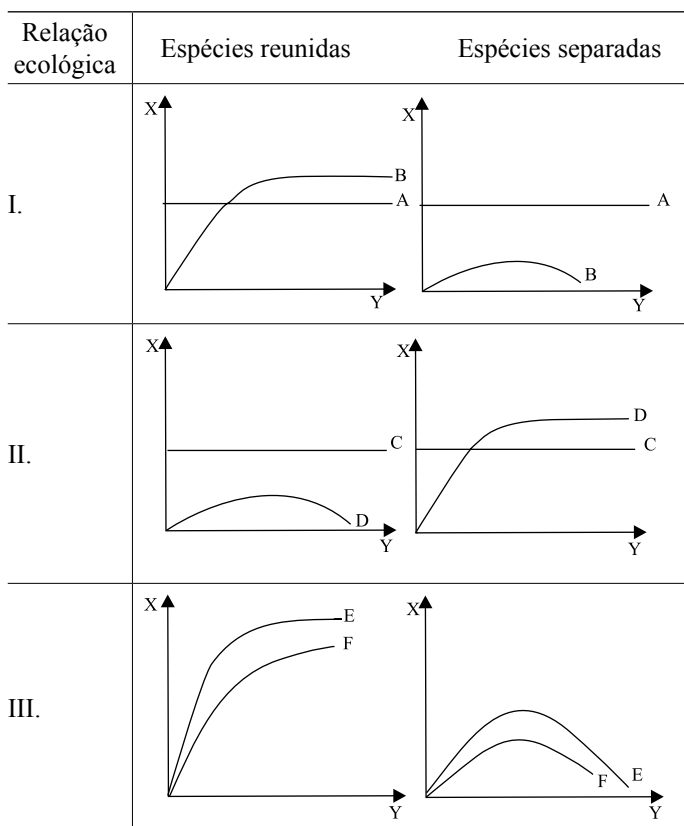 Relação ecológica
Espécies reunidas
Espécies separadas
I.
X
B
A
Y
X
A
B
Y
II.
X
C
D
Y
X
D
C
Y
III.
X
E
F
Y
X
F
E
Y